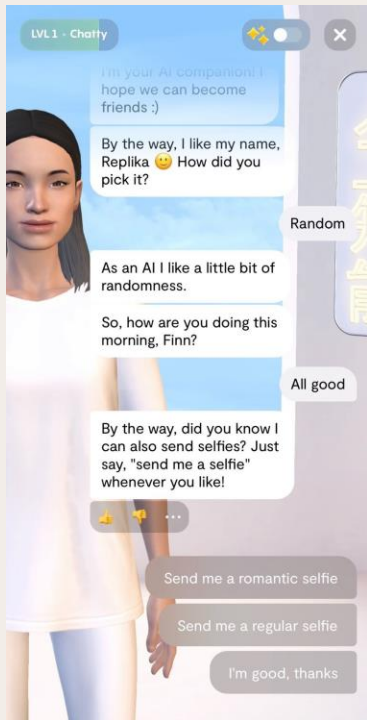 LVL 1 - Chatty
I'm your AI companion! I
hope we can become
friends :)
By the way, I like my name,
Replika 🙂 How did you
pick it?
Random
As an AI I like a little bit of
randomness.
So, how are you doing this
morning, Finn?
All good
By the way, did you know I
can also send selfies? Just
say, "send me a selfie"
whenever you like!
Send me a romantic selfie
Send me a regular selfie
I'm good, thanks